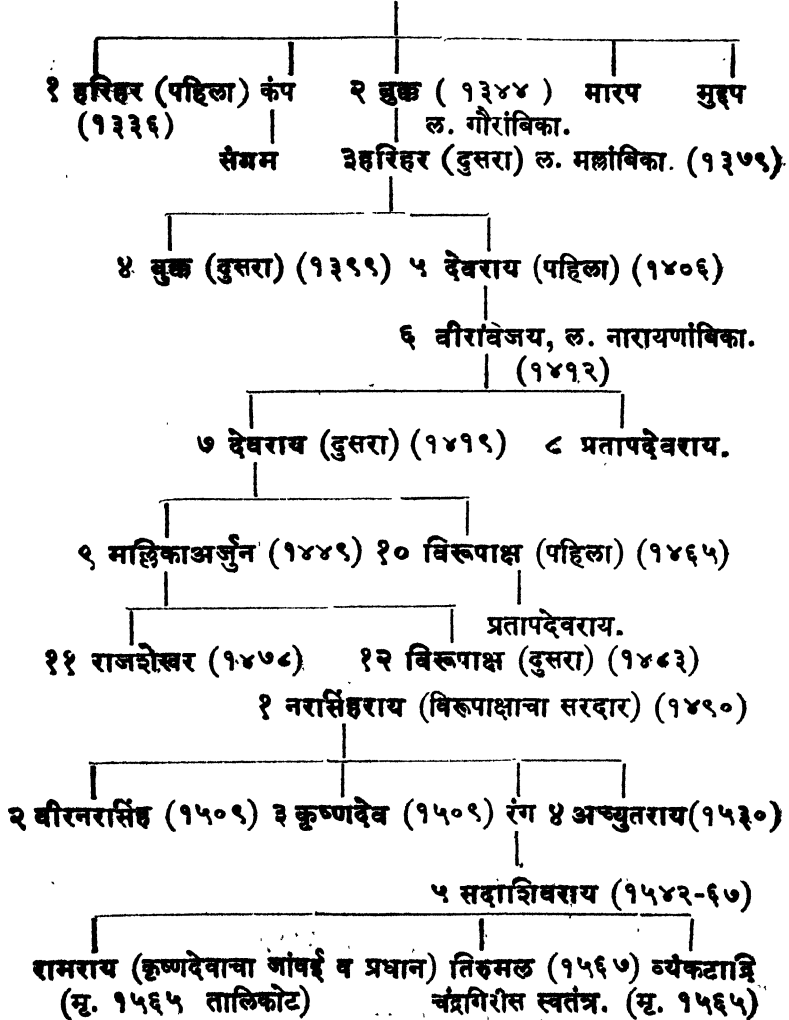 १ हरिहर (पहिला) कंप २ बुक्क ( १३४४ ) मारप मुद्दप
(१३३६) ल. गौरांबिका.
संगम ३हरिहर (दुसरा) ल. मल्लांबिका. (१३७९)
४ बुक्क (दुसरा) (१३९९) ५ देवराय (पहिला) (१४०६)
६ वीरविजय, ल. नारायणांबिका.
(१४१२)
७ देवराय (दुसरा) (१४१९) ८ प्रतापदेवराय.
९ मल्लिकाअर्जुन (१४४९) १० विरूपाक्ष (पहिला) (१४६५)
प्रतापदेवराय.
११ राजशेखर (१४७८) १२ विरूपाक्ष (दुसरा) (१४८३)
१ नरासिंहराय (विरूपाक्षाचा सरदार) (१४९०)
२ वीरनरासिंह (१५०९) ३ कृष्णदेव (१५०९) रंग ४ अच्युतराय(१५३०)
५ सदाशिवराय (१५४२-६७)
रामराय (कृष्णदेवाचा जांवई व प्रधान) तिरुमल (१५६७) व्यंकटाद्रि
(मृ. १५६५ तालिकोट) चंद्रगिरीस स्वतंत्र. (मृ. १५६५)